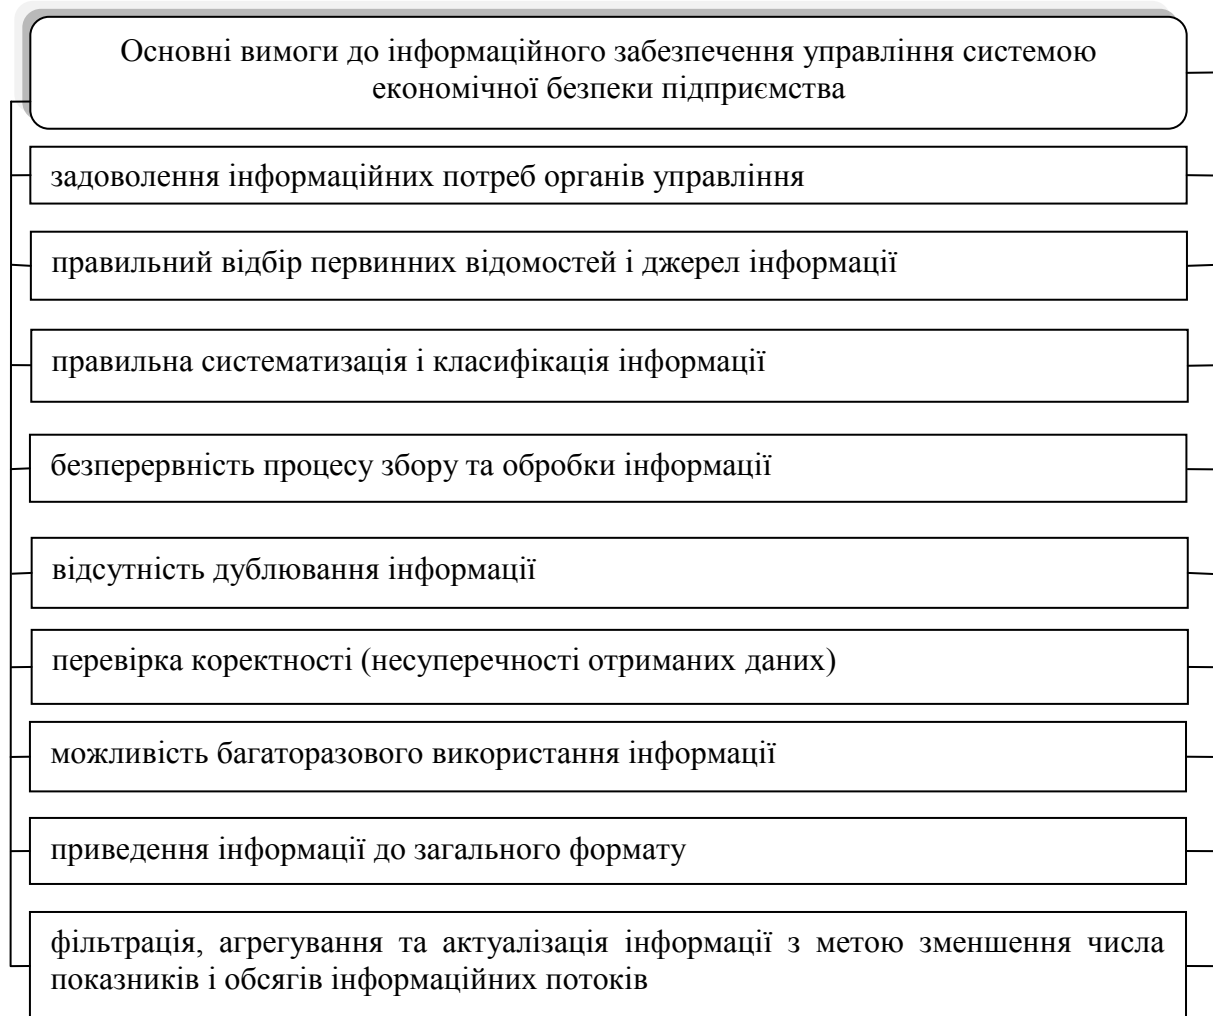 Основні вимоги до інформаційного забезпечення управління системою
економічної безпеки підприємства
задоволення інформаційних потреб органів управління
правильний відбір первинних відомостей і джерел інформації
правильна систематизація і класифікація інформації
безперервність процесу збору та обробки інформації
відсутність дублювання інформації
перевірка коректності (несуперечності отриманих даних)
можливість багаторазового використання інформації
приведення інформації до загального формату
фільтрація, агрегування та актуалізація інформації з метою зменшення числа
показників і обсягів інформаційних потоків